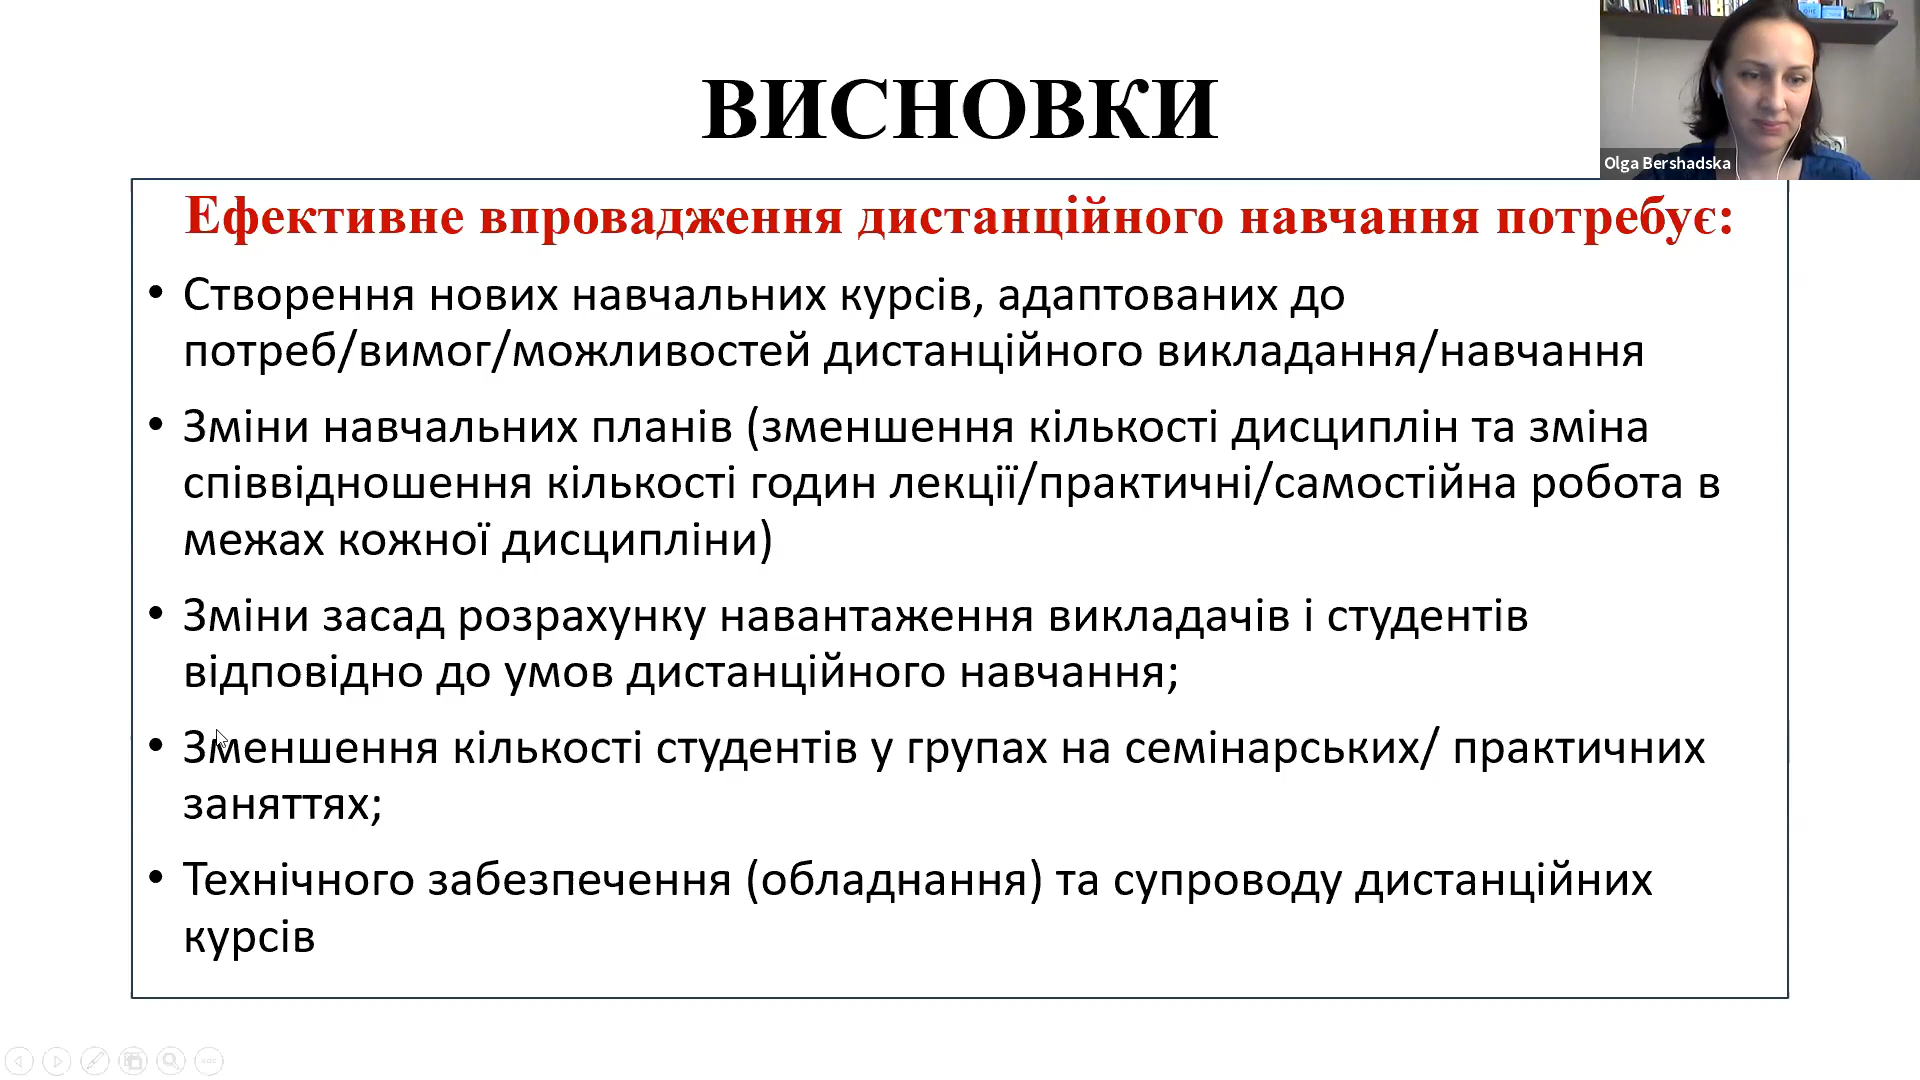 ВИСНОВКИ
Olga Bershadska
Ефективне впровадження дистанційного навчання потребує:
• Створення нових навчальних курсів, адаптованих до
потреб/вимог/можливостей дистанційного викладання/навчання
• Зміни навчальних планів (зменшення кількості дисциплін та зміна
співвідношення кількості годин лекції/практичні/самостійна робота в
межах кожної дисципліни)
• Зміни засад розрахунку навантаження викладачів і студентів
відповідно до умов дистанційного навчання;
• Зменшення кількості студентів у групах на семінарських/ практичних
заняттях;
• Технічного забезпечення (обладнання) та супроводу дистанційних
курсів